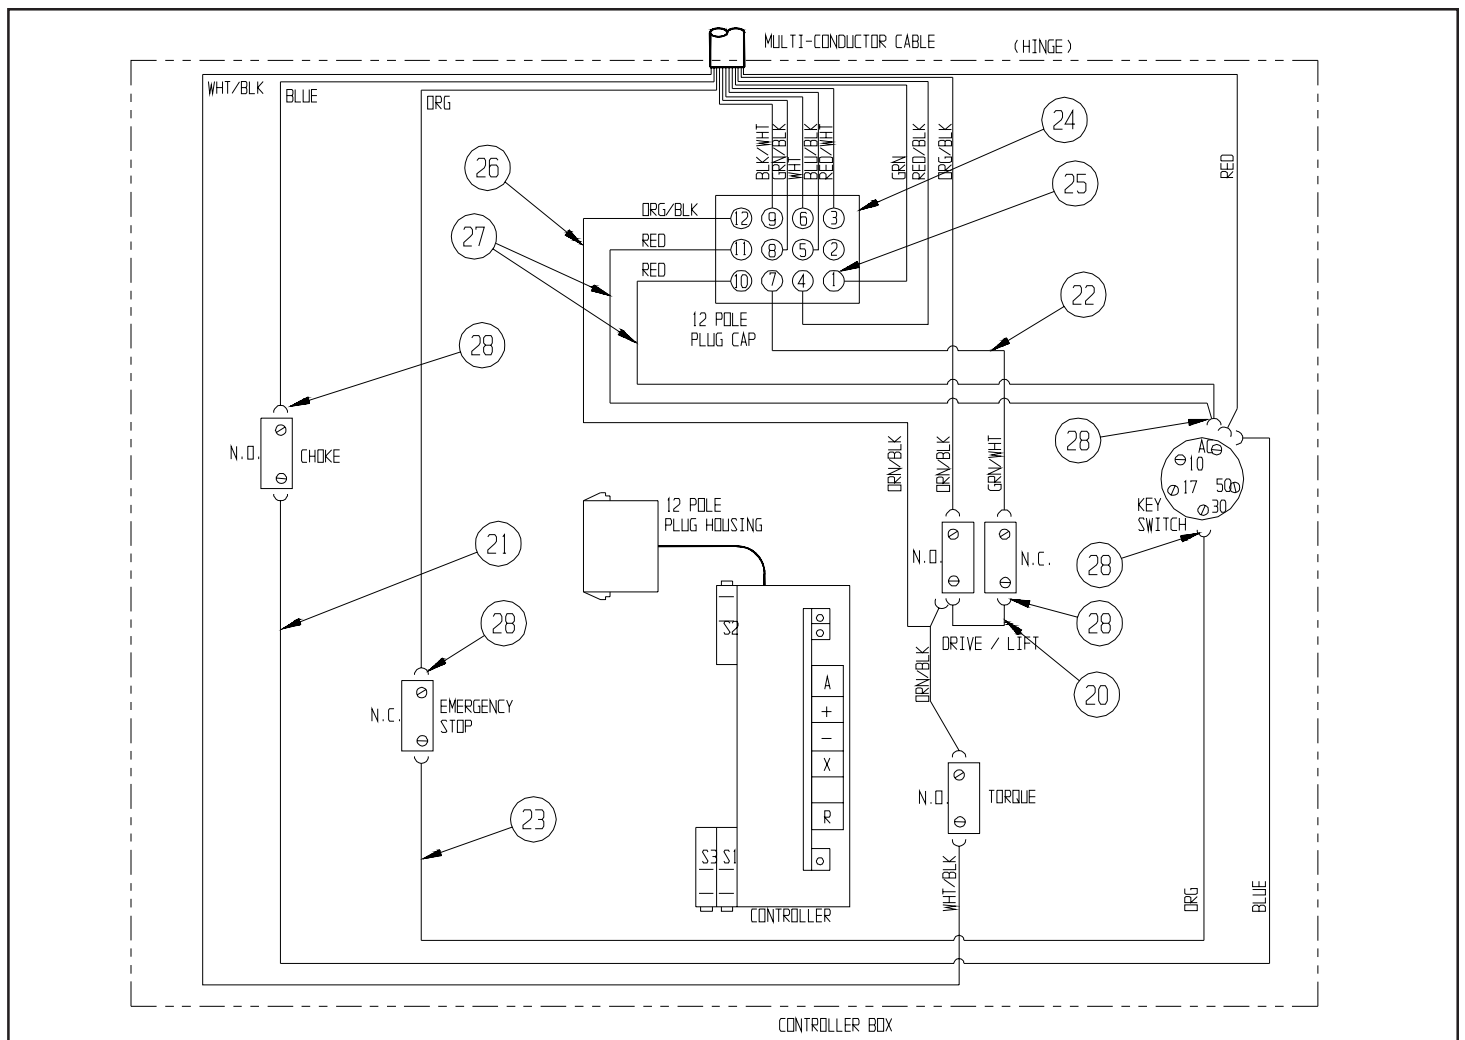 MULTI-CONDUCTOR CABLE
(HINGE)
WHT/BLK
BLUE
ORG
BLK/WHT
GRN/BLK
WHT
BLU/BLK
RED/WHT
GRN
RED/BLK
ORG/BLK
RED
24
25
26
27
ORG/BLK
RED
RED
12
9
6
3
11
8
5
2
10
7
4
1
12 POLE
PLUG CAP
22
28
N.O.
CHOKE
28
ORN/BLK
ORN/BLK
GRN/WHT
AC
10
17
50
30
KEY
SWITCH
12 POLE
PLUG HOUSING
21
N.O.
N.C.
28
28
DRIVE / LIFT
20
28
N.C.
EMERGENCY
STOP
ORN/BLK
S2
A
+
-
X
R
S3
S1
CONTROLLER
23
N.O.
TORQUE
WHT/BLK
ORG
BLUE
CONTROLLER BOX